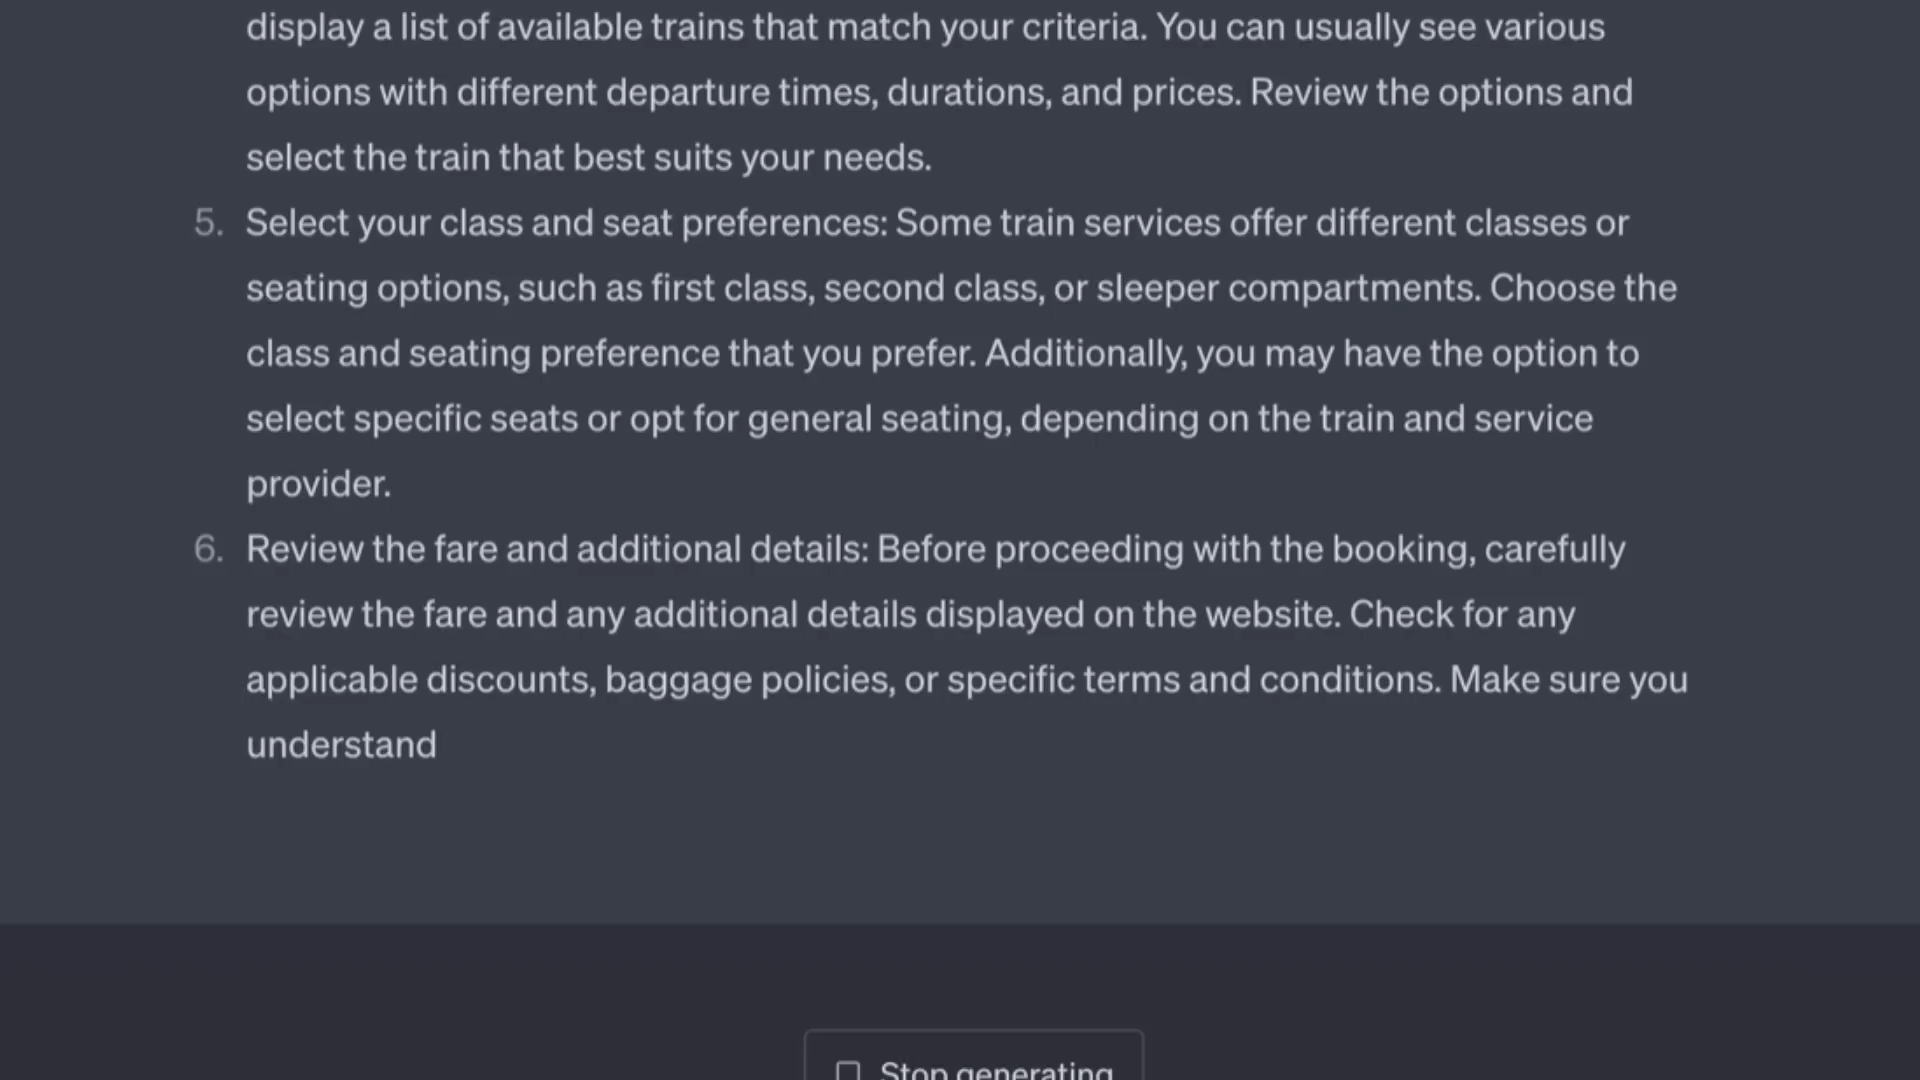 display a list of available trains that match your criteria. You can usually see various
options with different departure times, durations, and prices. Review the options and
select the train that best suits your needs.
5. Select your class and seat preferences: Some train services offer different classes or
seating options, such as first class, second class, or sleeper compartments. Choose the
class and seating preference that you prefer. Additionally, you may have the option to
select specific seats or opt for general seating, depending on the train and service
provider.
6. Review the fare and additional details: Before proceeding with the booking, carefully
review the fare and any additional details displayed on the website. Check for any
applicable discounts, baggage policies, or specific terms and conditions. Make sure you
understand
Stop generating